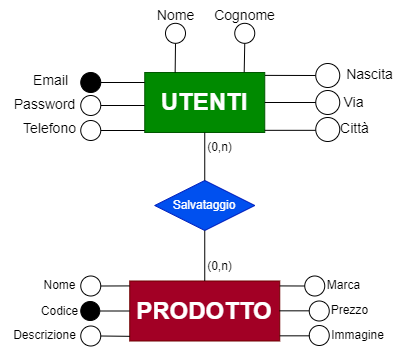 Nome Cognome
Email
Nascita
Password
UTENTI
Via
Telefono
Città
(0,n)
Salvataggio
(0,n)
Nome
Marca
Codice
PRODOTTO
Prezzo
Descrizione
Immagine